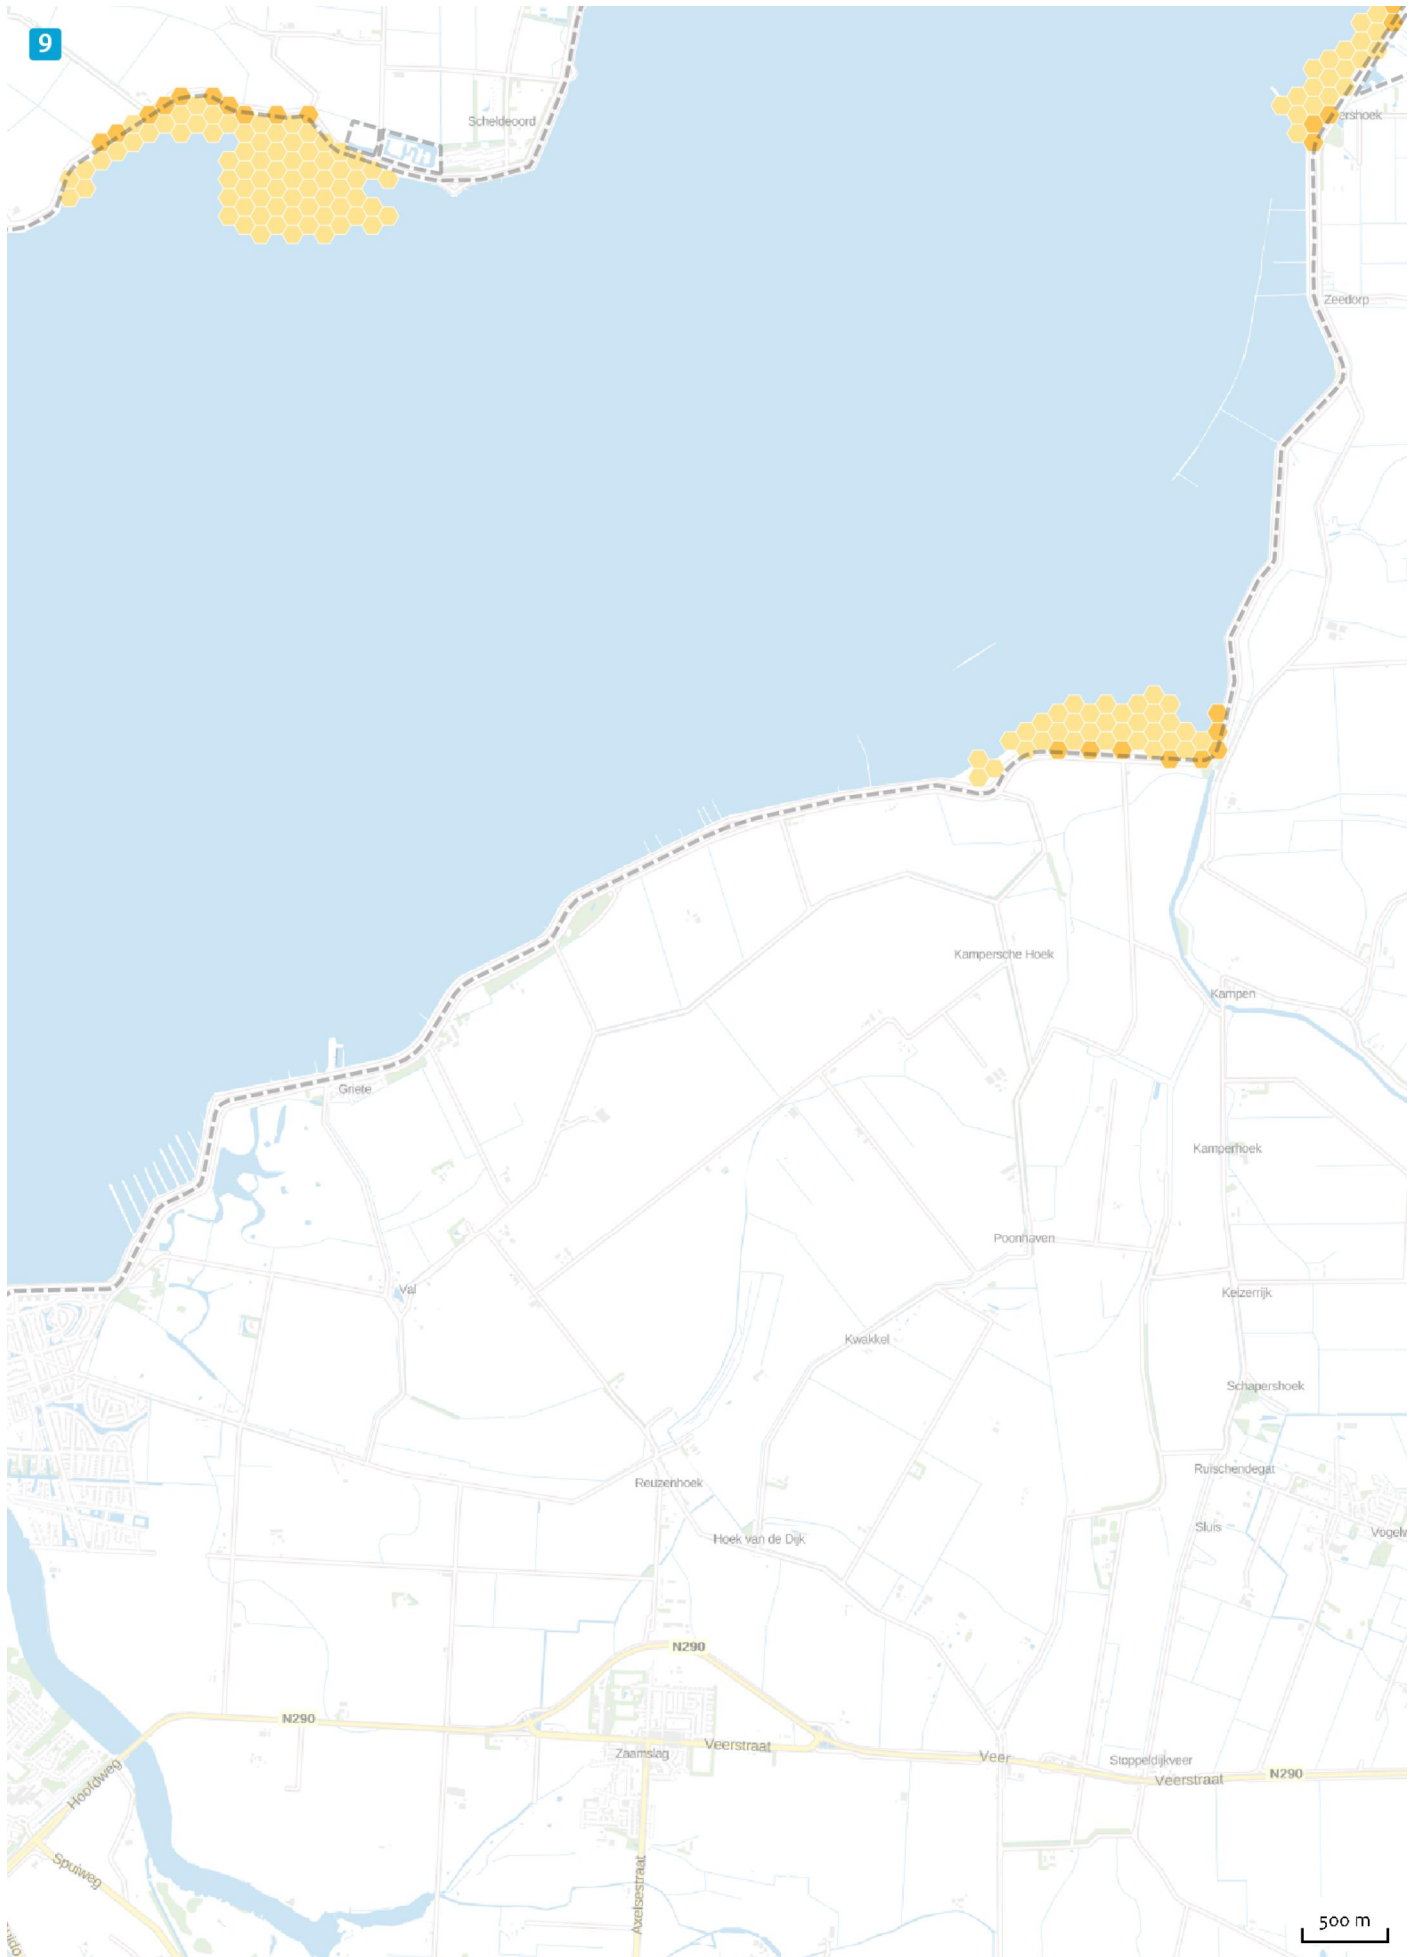 9
Scheldeoord
ershoek
Zeedorp
Kampersche Hoek
Kampen
Griete
Kamperhoek
Poonhaven
Val
Keizerrijk
Kwakkel
Schapershoek
Ruischendegat
Reuzenhoek
Sluis
Vogelw
Hoek van de Dijk
N290
N290
Veerstraat
Zaamslag
Veer
Stoppeldijkveer
N290
Veerstraat
Hoofdweg
Spuiweg
Axelsestraat
500 m